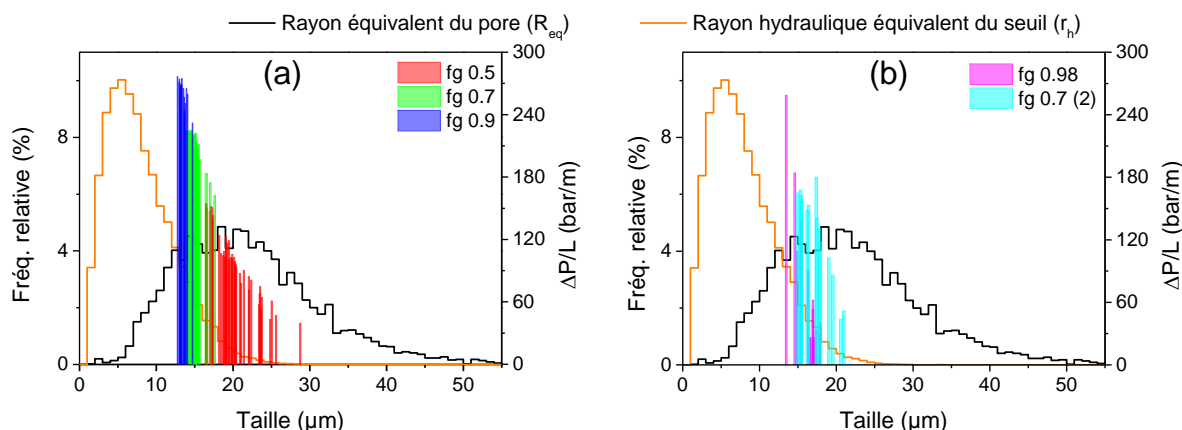 Rayon équivalent du pore (R_eq)
Rayon hydraulique équivalent du seuil (r_h)
(a)
fg 0.5
fg 0.7
fg 0.9
Fréq. relative (%)
0
4
8
0
60
120
180
240
300
ΔP/L (bar/m)
0 10 20 30 40 50
Taille (µm)
(b)
fg 0.98
fg 0.7 (2)
Fréq. relative (%)
0
4
8
0
60
120
180
240
300
ΔP/L (bar/m)
0 10 20 30 40 50
Taille (µm)